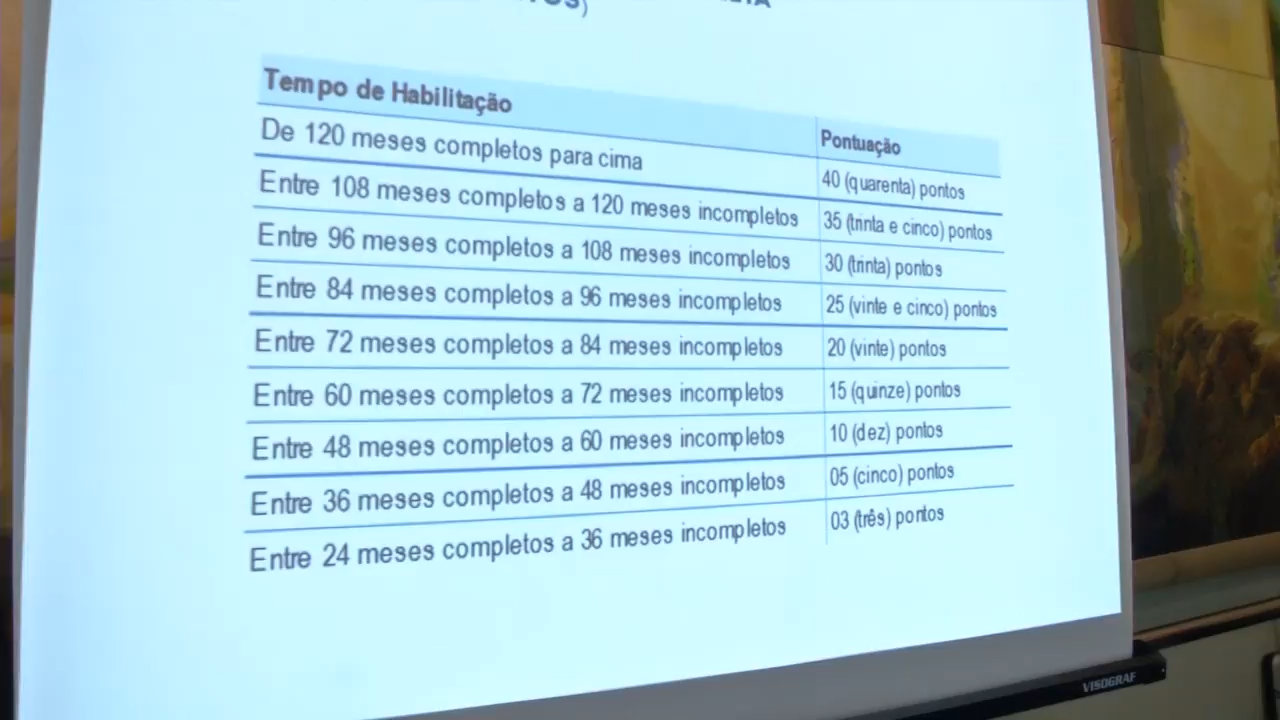 Tempo de Habilitação Pontuação
De 120 meses completos para cima 40 (quarenta) pontos
Entre 108 meses completos a 120 meses incompletos 35 (trinta e cinco) pontos
Entre 96 meses completos a 108 meses incompletos 30 (trinta) pontos
Entre 84 meses completos a 96 meses incompletos 25 (vinte e cinco) pontos
Entre 72 meses completos a 84 meses incompletos 20 (vinte) pontos
Entre 60 meses completos a 72 meses incompletos 15 (quinze) pontos
Entre 48 meses completos a 60 meses incompletos 10 (dez) pontos
Entre 36 meses completos a 48 meses incompletos 05 (cinco) pontos
Entre 24 meses completos a 36 meses incompletos 03 (três) pontos
VISOGRAF